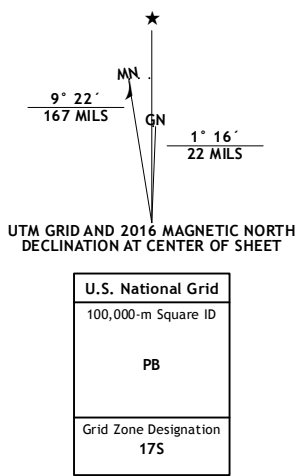 ★
MN
GN
9° 22´
167 MILS
1° 16´
22 MILS
UTM GRID AND 2016 MAGNETIC NORTH
DECLINATION AT CENTER OF SHEET
U.S. National Grid
100,000-m Square ID
PB
Grid Zone Designation
17S